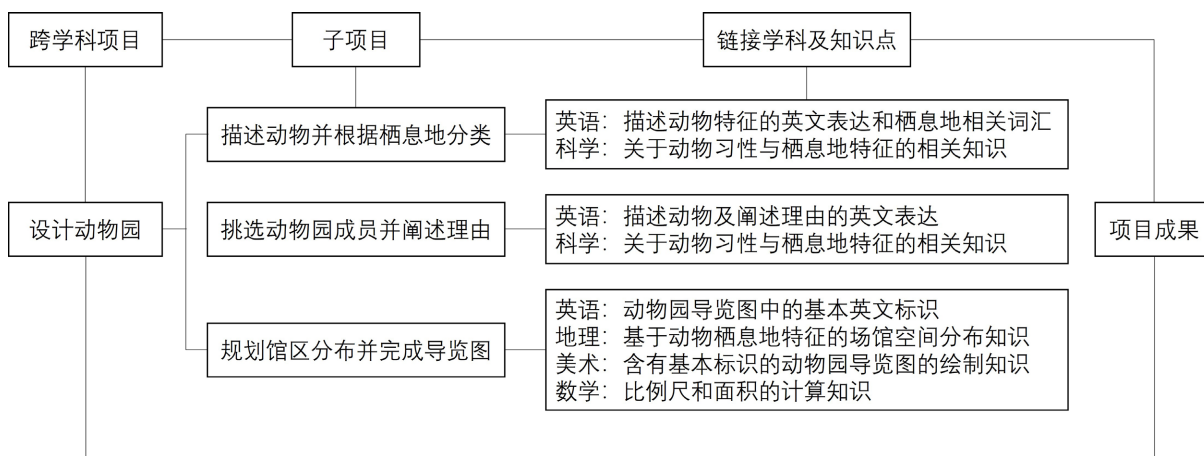 跨学科项目
子项目
链接学科及知识点
描述动物并根据栖息地分类
英语：描述动物特征的英文表达和栖息地相关词汇
科学：关于动物习性与栖息地特征的相关知识
设计动物园
挑选动物园成员并阐述理由
英语：描述动物及阐述理由的英文表达
科学：关于动物习性与栖息地特征的相关知识
项目成果
规划馆区分布并完成导览图
英语：动物园导览图中的基本英文标识
地理：基于动物栖息地特征的场馆空间分布知识
美术：含有基本标识的动物园导览图的绘制知识
数学：比例尺和面积的计算知识